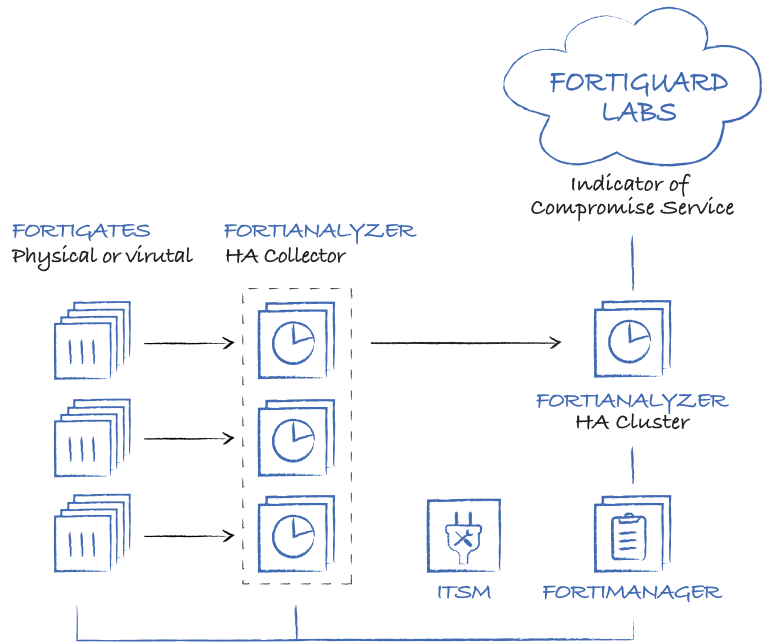 FORTIGUARD
LABS
Indicator of
Compromise Service
FORTIGATES
Physical or virutal
FORTIANALYZER
HA Collector
FORTIANALYZER
HA Cluster
ITSM
FORTIMANAGER